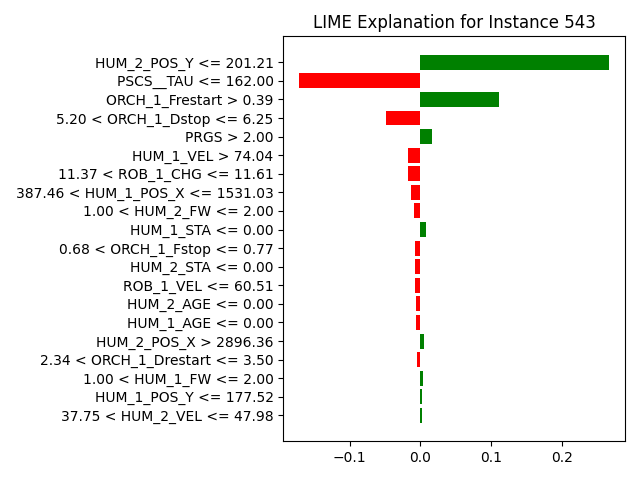 LIME Explanation for Instance 543
HUM_2_POS_Y <= 201.21
PSCS__TAU <= 162.00
ORCH_1_Frestart > 0.39
5.20 < ORCH_1_Dstop <= 6.25
PRGS > 2.00
HUM_1_VEL > 74.04
11.37 < ROB_1_CHG <= 11.61
387.46 < HUM_1_POS_X <= 1531.03
1.00 < HUM_2_FW <= 2.00
HUM_1_STA <= 0.00
0.68 < ORCH_1_Fstop <= 0.77
HUM_2_STA <= 0.00
ROB_1_VEL <= 60.51
HUM_2_AGE <= 0.00
HUM_1_AGE <= 0.00
HUM_2_POS_X > 2896.36
2.34 < ORCH_1_Drestart <= 3.50
1.00 < HUM_1_FW <= 2.00
HUM_1_POS_Y <= 177.52
37.75 < HUM_2_VEL <= 47.98
−0.1 0.0 0.1 0.2